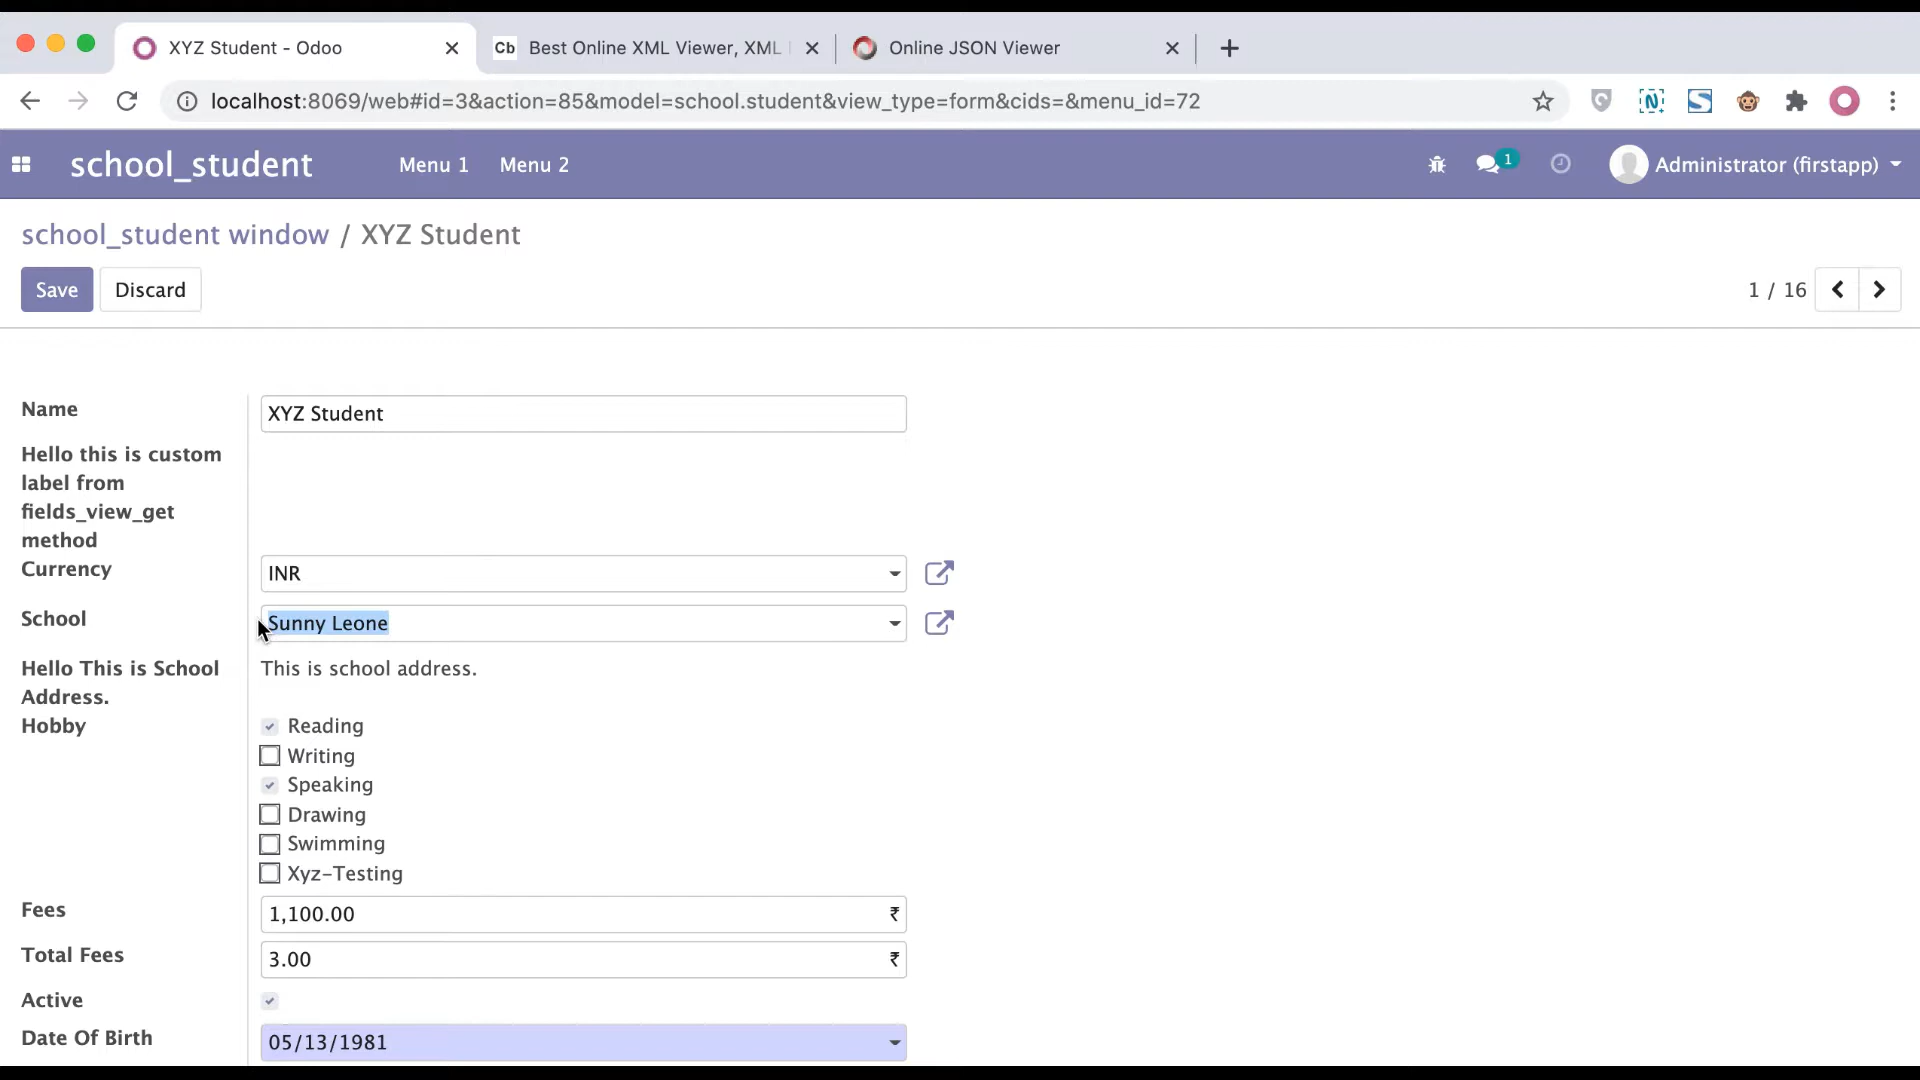 XYZ Student - Odoo
Cb Best Online XML Viewer, XML
Online JSON Viewer
localhost:8069/web#id=3&action=85&model=school.student&view_type=form&cids=&menu_id=72
school_student Menu 1 Menu 2 1 Administrator (firstapp)
school_student window / XYZ Student
Save Discard 1 / 16
Name XYZ Student
Hello this is custom
label from
fields_view_get
method
Currency INR
School Sunny Leone
Hello This is School
Address.
This is school address.
Hobby
Reading
Writing
Speaking
Drawing
Swimming
Xyz-Testing
Fees 1,100.00 ₹
Total Fees 3.00 ₹
Active
Date Of Birth 05/13/1981